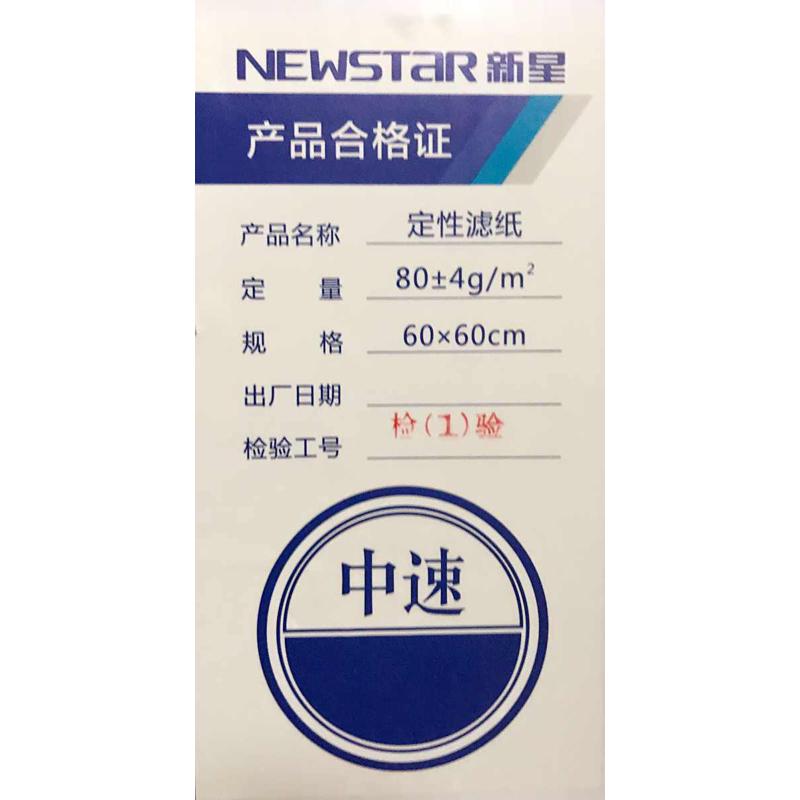 NEWSTAR 新星
产品合格证
产品名称 定性滤纸
定量 80±4g/m²
规格 60×60cm
出厂日期
检验工号 检(1)验
中速